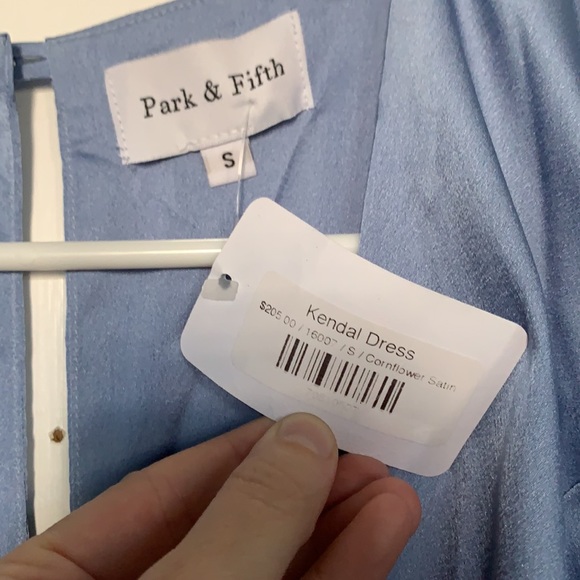 Park & Fifth
S
Kendal Dress
$205.00 / / S / Cornflower Satin